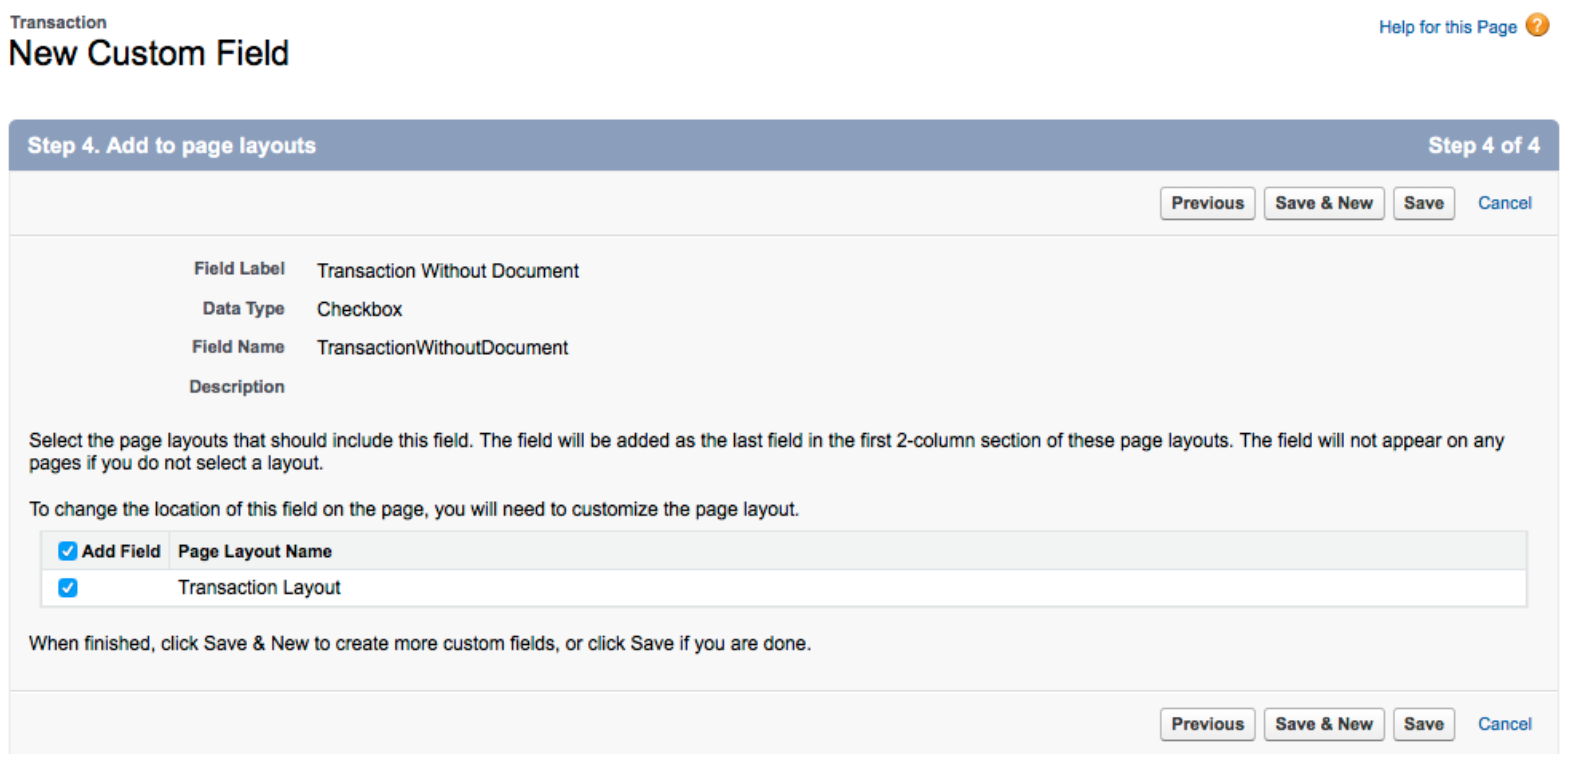 Transaction
New Custom Field
Help for this Page ?
Step 4. Add to page layouts
Step 4 of 4
Previous Save & New Save Cancel
Field Label Transaction Without Document
Data Type Checkbox
Field Name TransactionWithoutDocument
Description
Select the page layouts that should include this field. The field will be added as the last field in the first 2-column section of these page layouts. The field will not appear on any
pages if you do not select a layout.
To change the location of this field on the page, you will need to customize the page layout.
Add Field Page Layout Name
Transaction Layout
When finished, click Save & New to create more custom fields, or click Save if you are done.
Previous Save & New Save Cancel